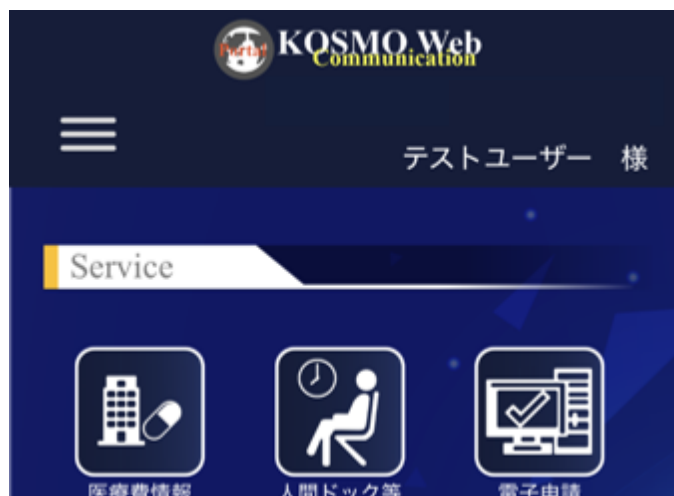 Portal KOSMO Web
Communication
テストユーザー 様
Service
医療費情報 人間ドック等 電子申請